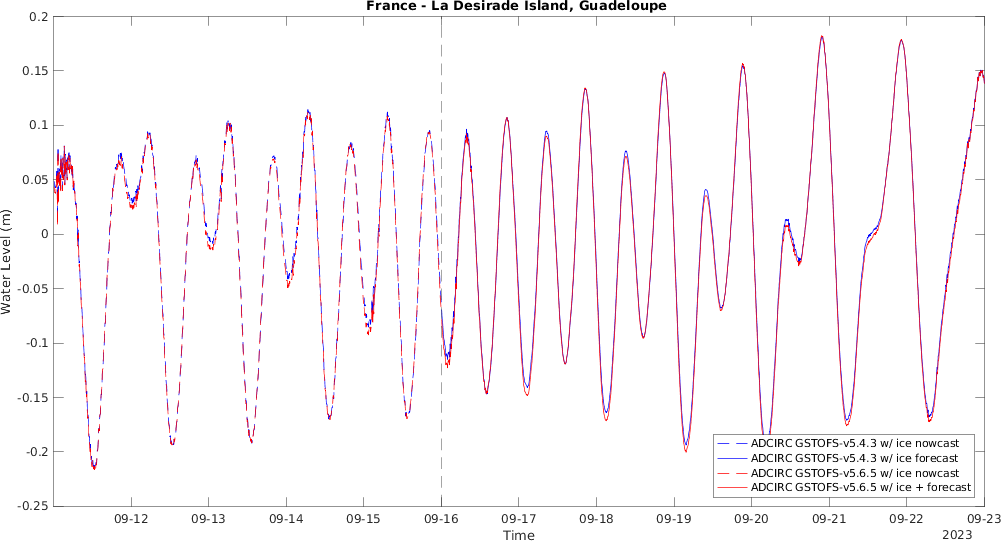 France - La Desirade Island, Guadeloupe
0.2
0.15
0.1
0.05
0
-0.05
-0.1
-0.15
-0.2
-0.25
Water Level (m)
ADCIRC GSTOFS-v5.4.3 w/ ice nowcast
ADCIRC GSTOFS-v5.4.3 w/ ice forecast
ADCIRC GSTOFS-v5.6.5 w/ ice nowcast
ADCIRC GSTOFS-v5.6.5 w/ ice + forecast
09-12 09-13 09-14 09-15 09-16 09-17 09-18 09-19 09-20 09-21 09-22 09-23
Time
2023